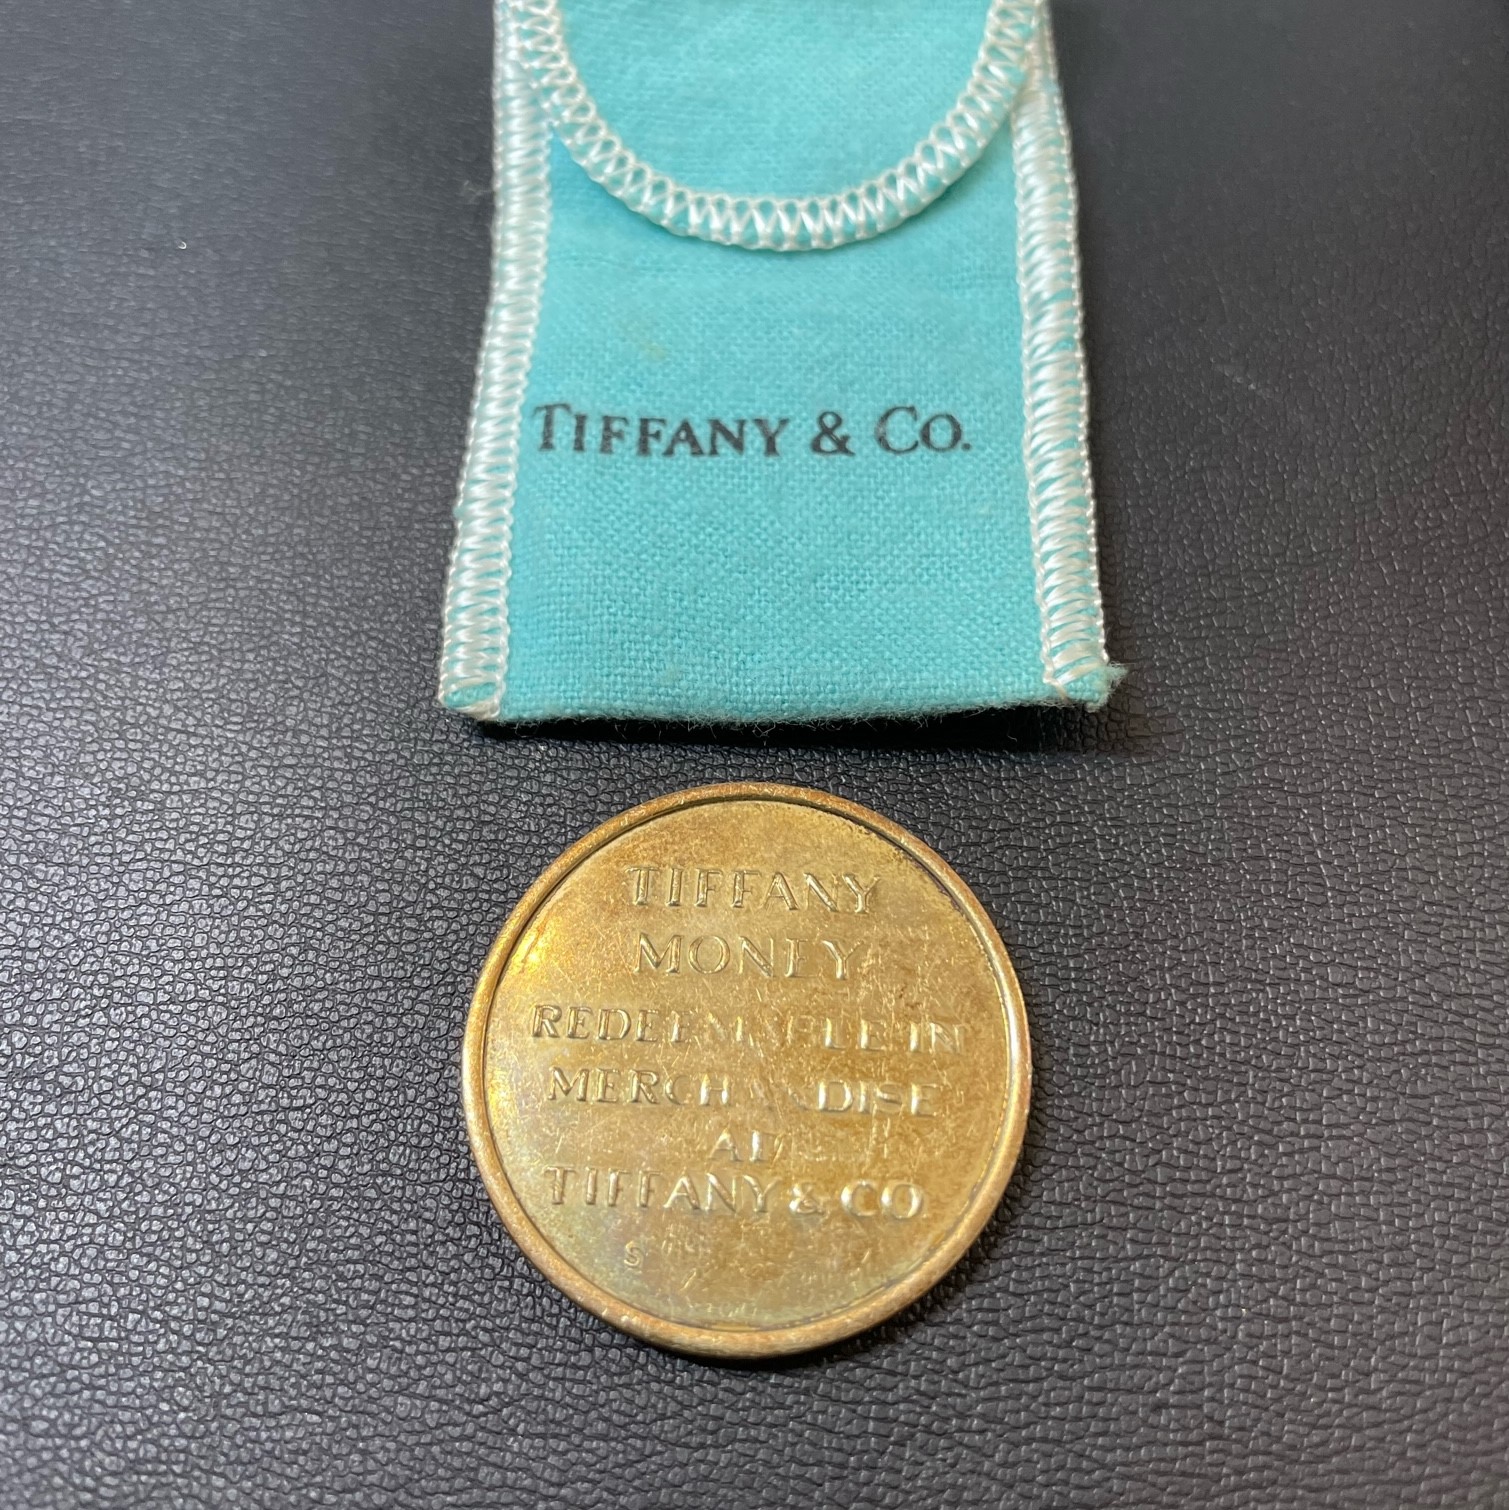 TIFFANY & CO.
TIFFANY
MONEY
REDEEMABLE IN
MERCHANDISE
AT
TIFFANY & CO